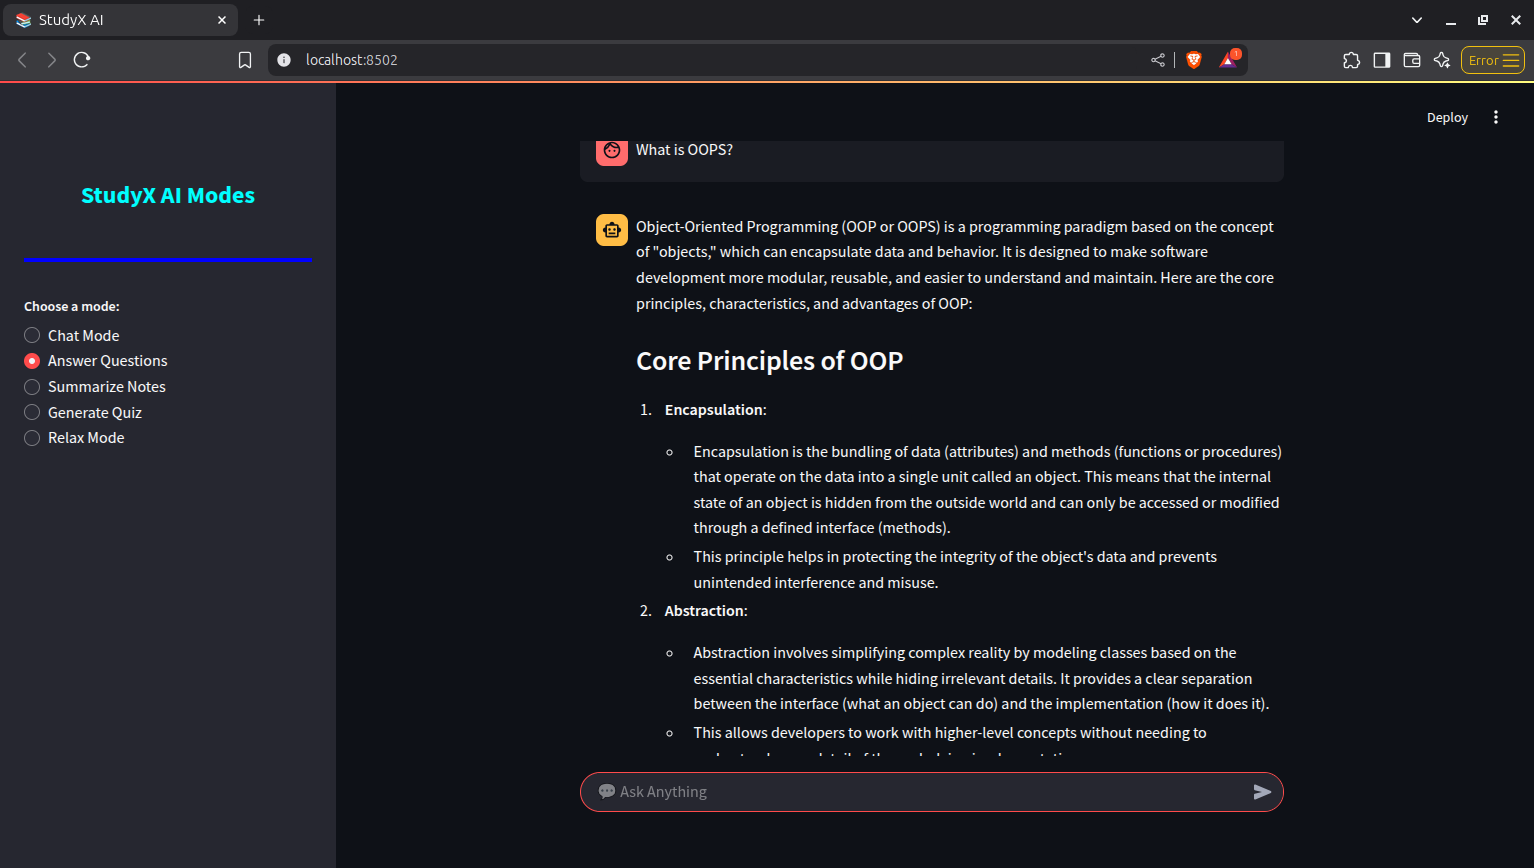 StudyX AI
localhost:8502
1
Error
Deploy
StudyX AI Modes
Choose a mode:
Chat Mode
Answer Questions
Summarize Notes
Generate Quiz
Relax Mode
What is OOPS?
Object-Oriented Programming (OOP or OOPS) is a programming paradigm based on the concept
of "objects," which can encapsulate data and behavior. It is designed to make software
development more modular, reusable, and easier to understand and maintain. Here are the core
principles, characteristics, and advantages of OOP:
Core Principles of OOP
1. Encapsulation:
Encapsulation is the bundling of data (attributes) and methods (functions or procedures)
that operate on the data into a single unit called an object. This means that the internal
state of an object is hidden from the outside world and can only be accessed or modified
through a defined interface (methods).
This principle helps in protecting the integrity of the object's data and prevents
unintended interference and misuse.
2. Abstraction:
Abstraction involves simplifying complex reality by modeling classes based on the
essential characteristics while hiding irrelevant details. It provides a clear separation
between the interface (what an object can do) and the implementation (how it does it).
This allows developers to work with higher-level concepts without needing to
💬 Ask Anything